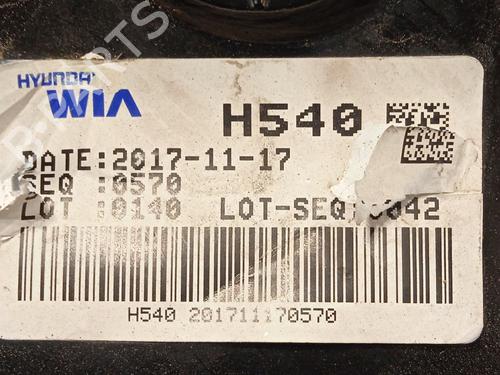 HYUNDAI
WIA
H540
DATE:2017-11-17
SEQ :0570
LOT :0140 LOT-SEQ:0042
H540 201711170570